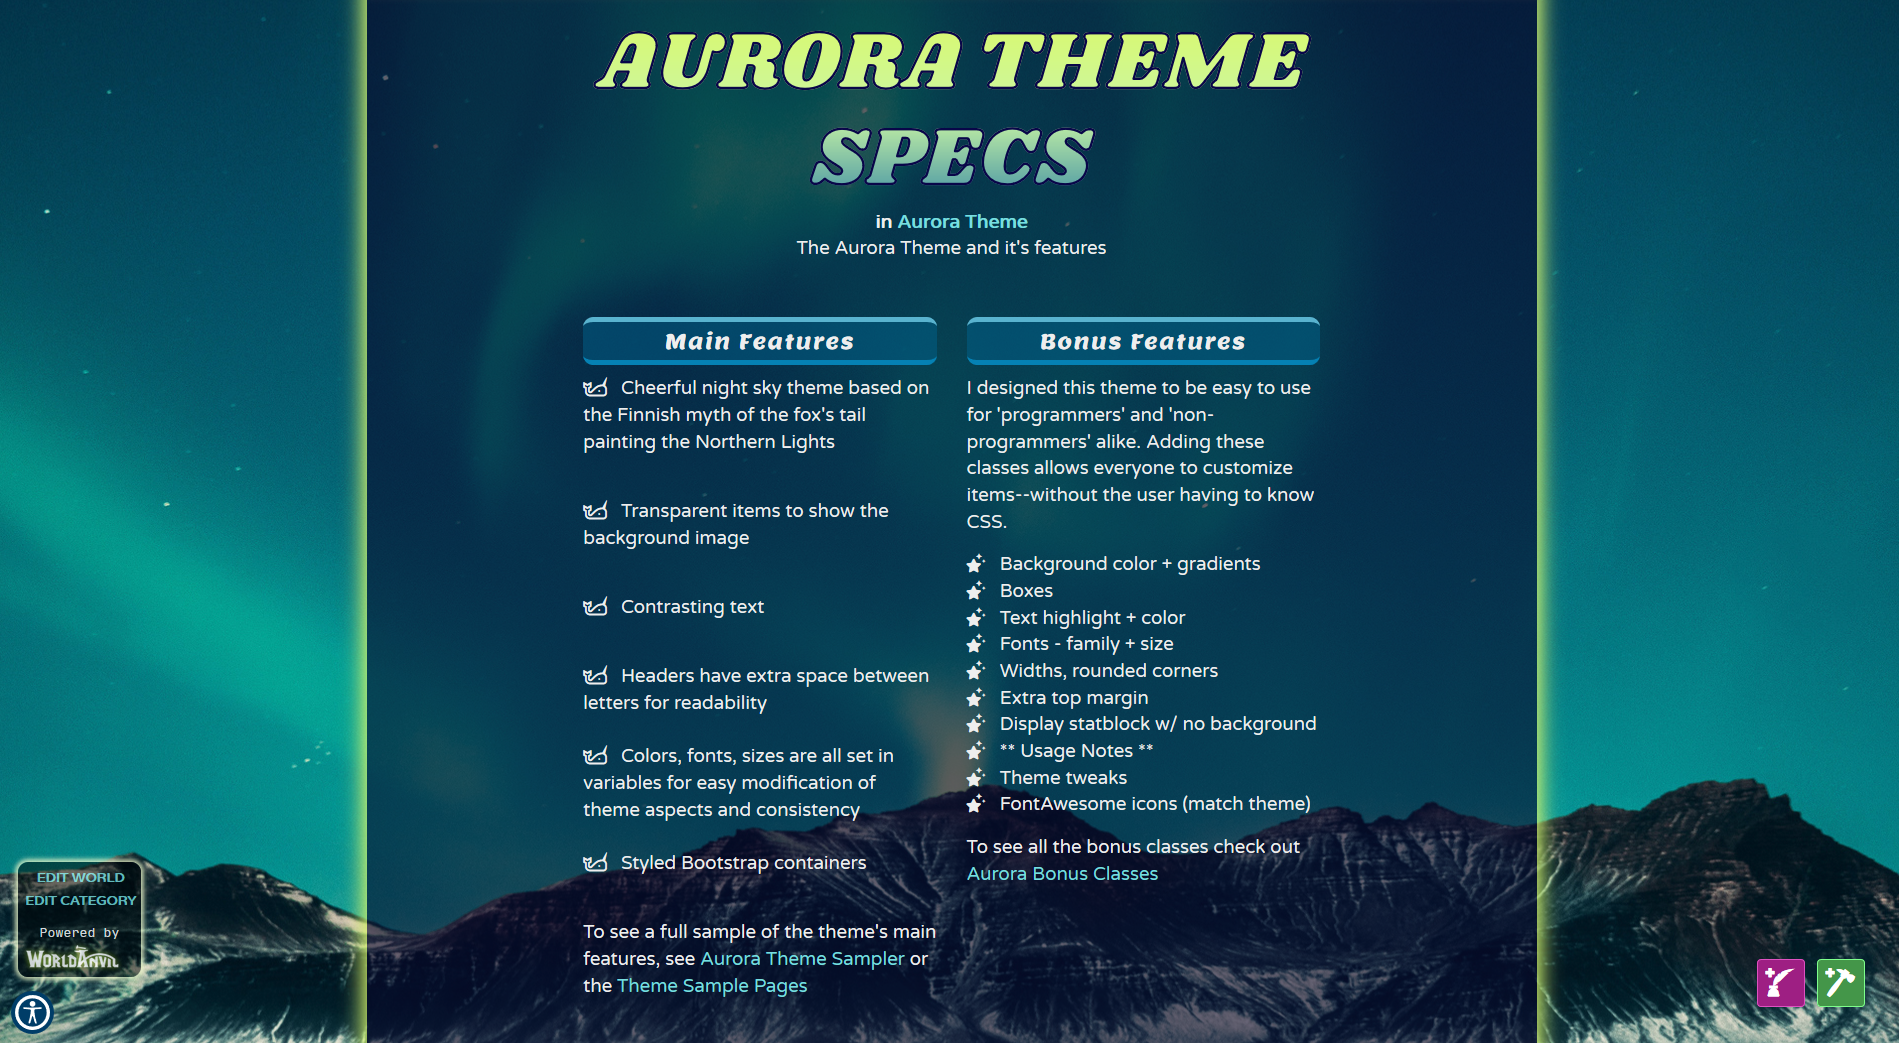 AURORA THEME
SPECS
in Aurora Theme
The Aurora Theme and it's features
Main Features
Cheerful night sky theme based on
the Finnish myth of the fox's tail
painting the Northern Lights
Transparent items to show the
background image
Contrasting text
Headers have extra space between
letters for readability
Colors, fonts, sizes are all set in
variables for easy modification of
theme aspects and consistency
Styled Bootstrap containers
To see a full sample of the theme's main
features, see Aurora Theme Sampler or
the Theme Sample Pages
Bonus Features
I designed this theme to be easy to use
for 'programmers' and 'non-
programmers' alike. Adding these
classes allows everyone to customize
items--without the user having to know
CSS.
Background color + gradients
Boxes
Text highlight + color
Fonts - family + size
Widths, rounded corners
Extra top margin
Display statblock w/ no background
** Usage Notes **
Theme tweaks
FontAwesome icons (match theme)
To see all the bonus classes check out
Aurora Bonus Classes
EDIT WORLD
EDIT CATEGORY
Powered by
WORLDANVIL